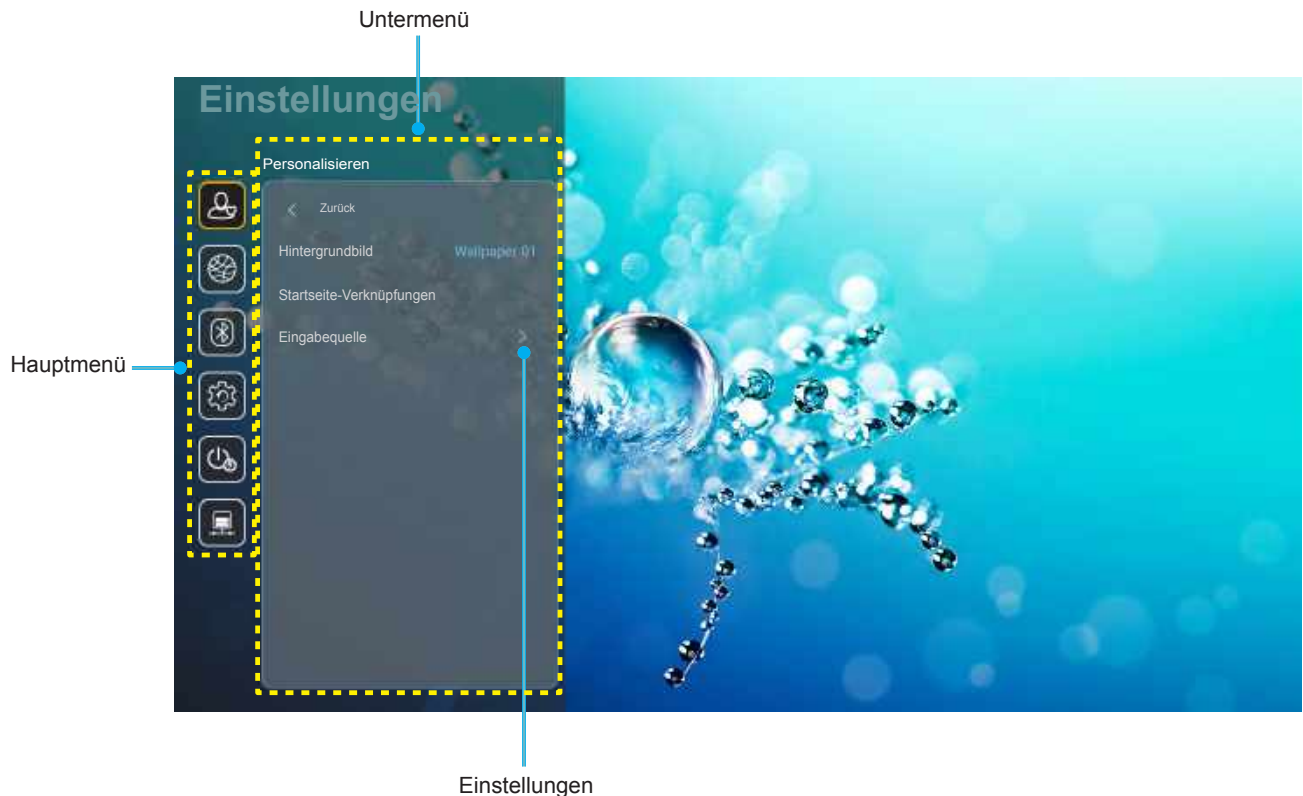 Untermenü
Einstellungen
Personalisieren
Zurück
Hintergrundbild Wallpaper 01
Startseite-Verknüpfungen
Eingabequelle
Hauptmenü
Einstellungen